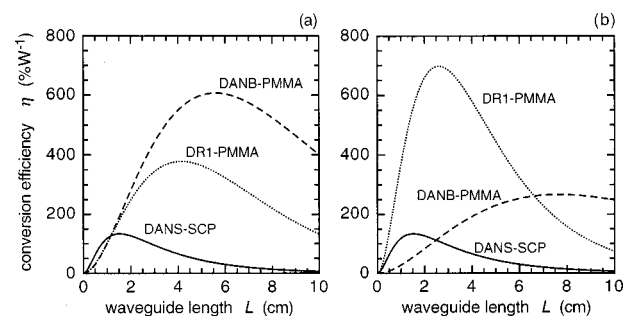 (a)
800
600
400
200
0
conversion efficiency η (%W-1)
DANB-PMMA
DR1-PMMA
DANS-SCP
0 2 4 6 8 10
waveguide length L (cm)
(b)
800
600
400
200
0
DR1-PMMA
DANB-PMMA
DANS-SCP
0 2 4 6 8 10
waveguide length L (cm)